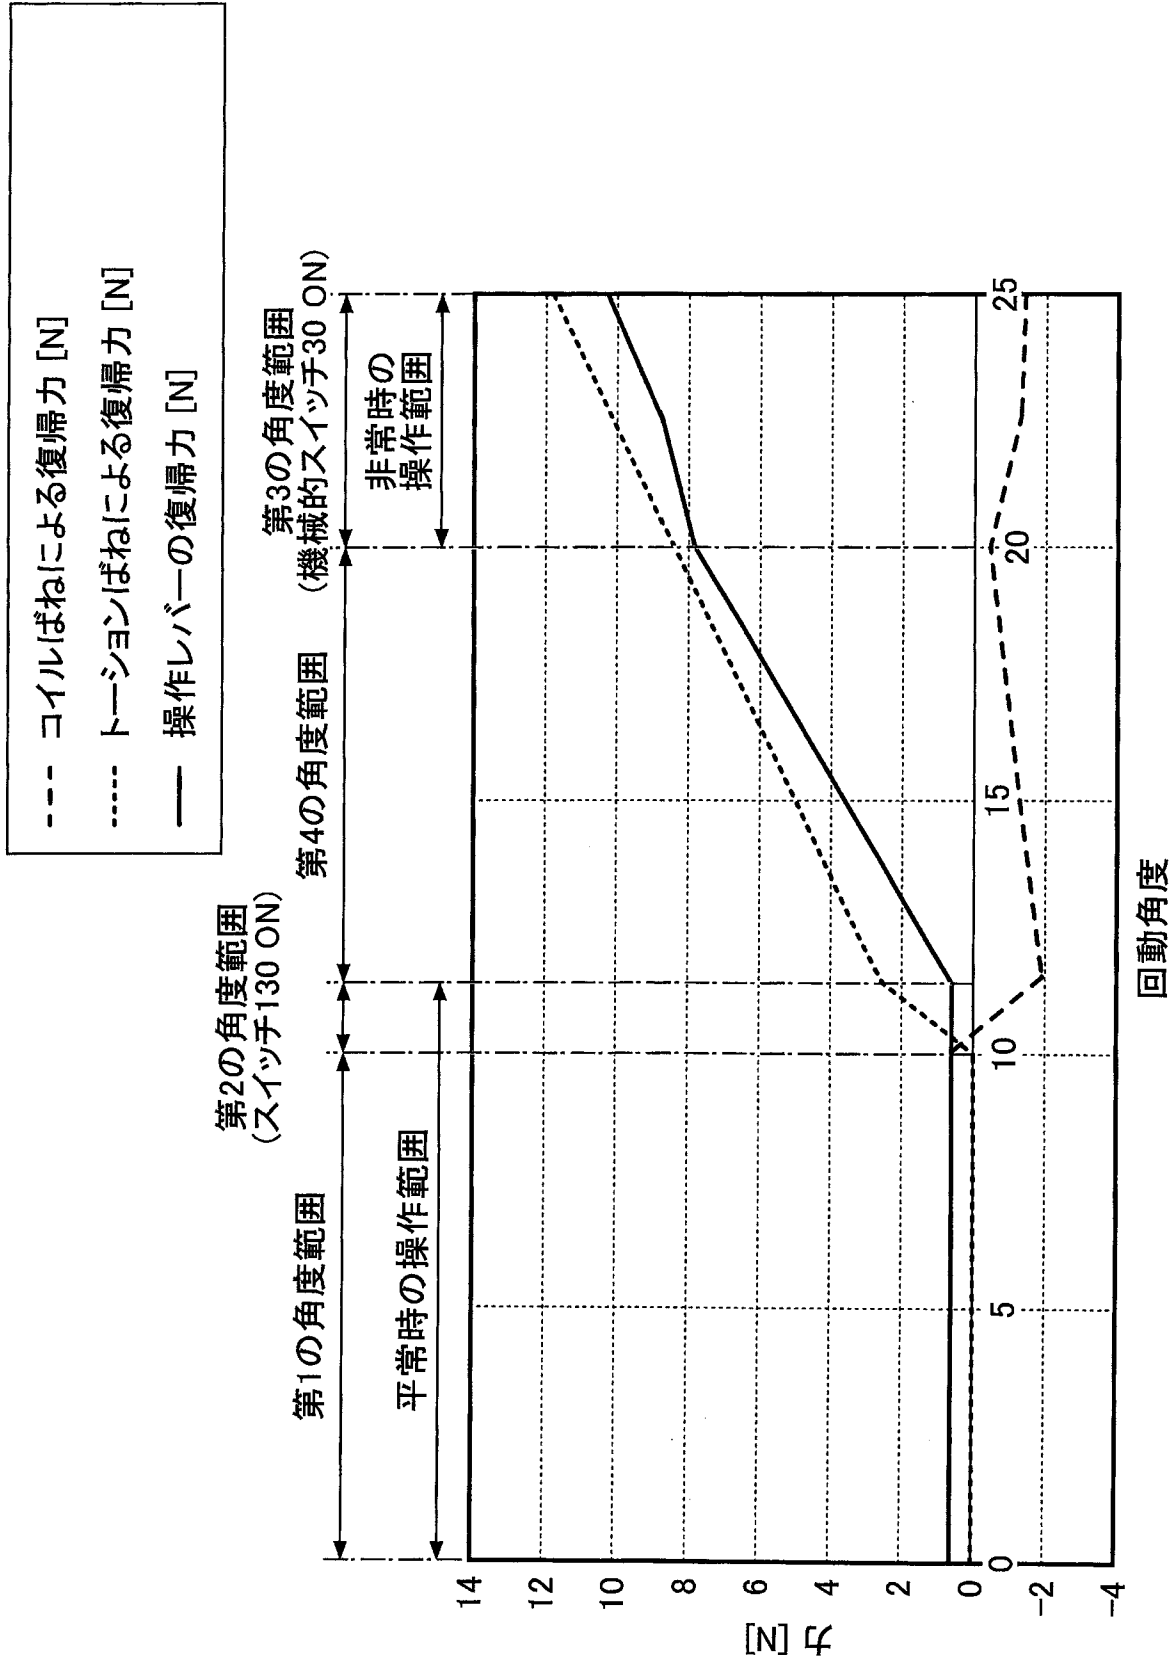 --- コイルばねによる復帰力 [N]
----- トーションばねによる復帰力 [N]
— 操作レバーの復帰力 [N]
第1の角度範囲
第2の角度範囲
(スイッチ130 ON)
第4の角度範囲
第3の角度範囲
(機械的スイッチ30 ON)
平常時の操作範囲
非常時の
操作範囲
力 [N]
14
12
10
8
6
4
2
0
-2
-4
0
5
10
15
20
25
回動角度